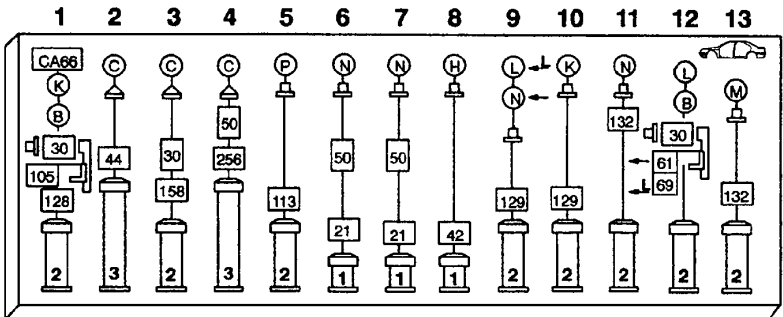 1 2 3 4 5 6 7 8 9 10 11 12 13
CA66
K C C C P N N H L L K N L
B N B M
50 132
30 30
44 30 256 50 50 61
105 158 L 69
128 113 129 129 132
21 21 42
2 3 2 3 2 1 1 1 2 2 2 2 2